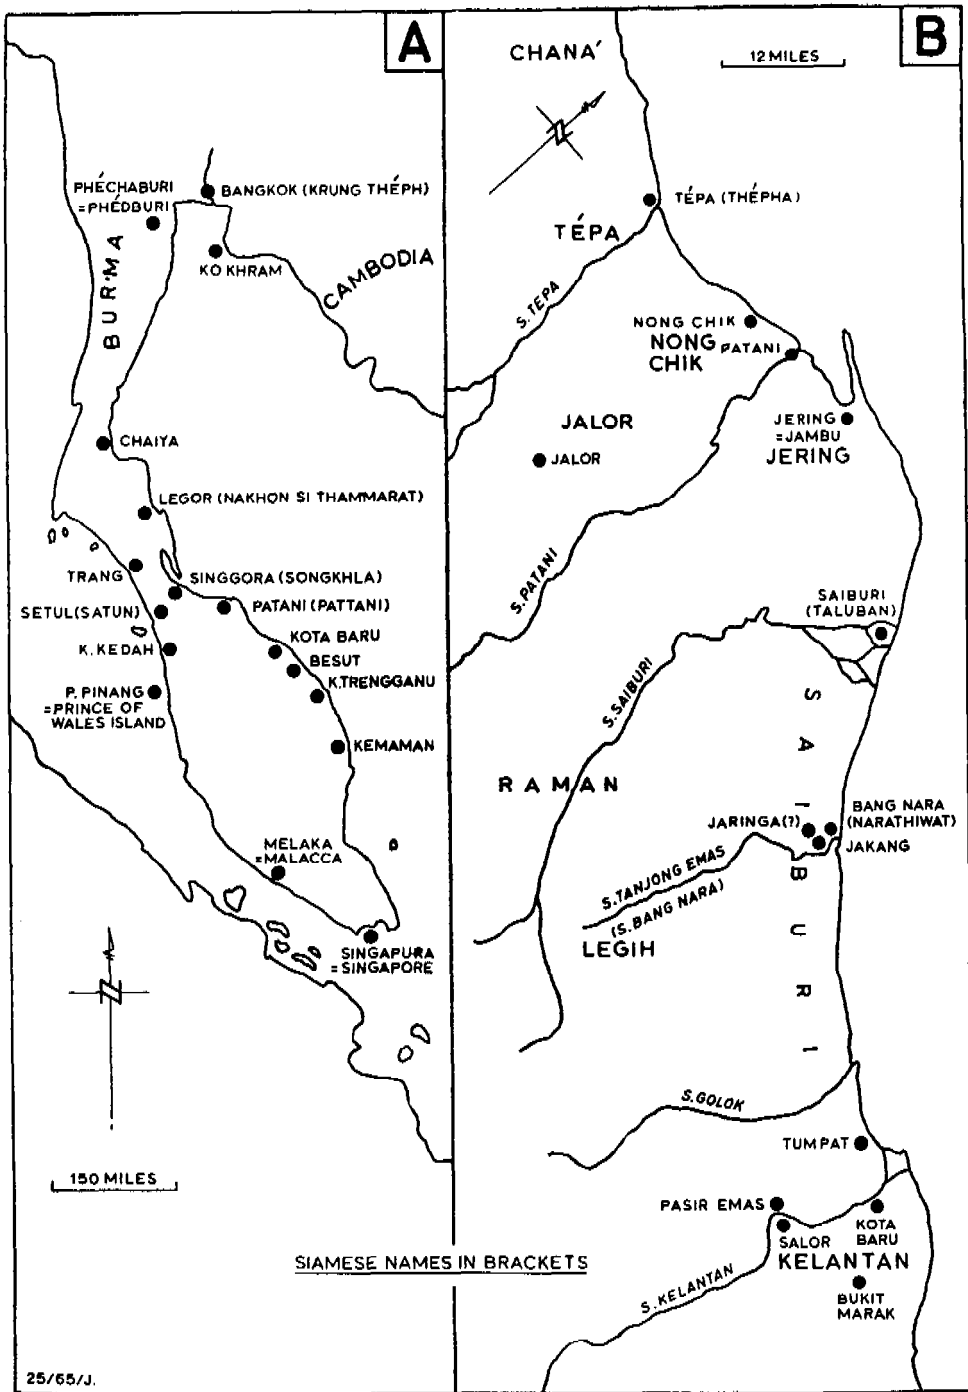 A
PHÉCHABURI
=PHÉDBURI
BANGKOK (KRUNG THÉPH)
KO KHRAM
BURMA
CAMBODIA
CHAIYA
LEGOR (NAKHON SI THAMMARAT)
TRANG
SINGGORA (SONGKHLA)
SETUL (SATUN)
PATANI (PATTANI)
K. KEDAH
KOTA BARU
BESUT
K.TRENGGANU
P. PINANG
=PRINCE OF
WALES ISLAND
KEMAMAN
MELAKA
=MALACCA
SINGAPURA
=SINGAPORE
N
150 MILES
25/65/J.
SIAMESE NAMES IN BRACKETS
B
CHANÁ
12 MILES
N
TÉPA (THÉPHA)
TÉPA
S. TEPA
NONG CHIK
NONG
CHIK
PATANI
JALOR
JALOR
JERING
=JAMBU
JERING
S. PATANI
SAIBURI
(TALUBAN)
S. SAIBURI
SAIBURI
RAMAN
JARINGA(?)
BANG NARA
(NARATHIWAT)
JAKANG
S. TANJONG EMAS
(S. BANG NARA)
LEGIH
S. GOLOK
TUMPAT
PASIR EMAS
SALOR
KOTA
BARU
KELANTAN
S. KELANTAN
BUKIT
MARAK